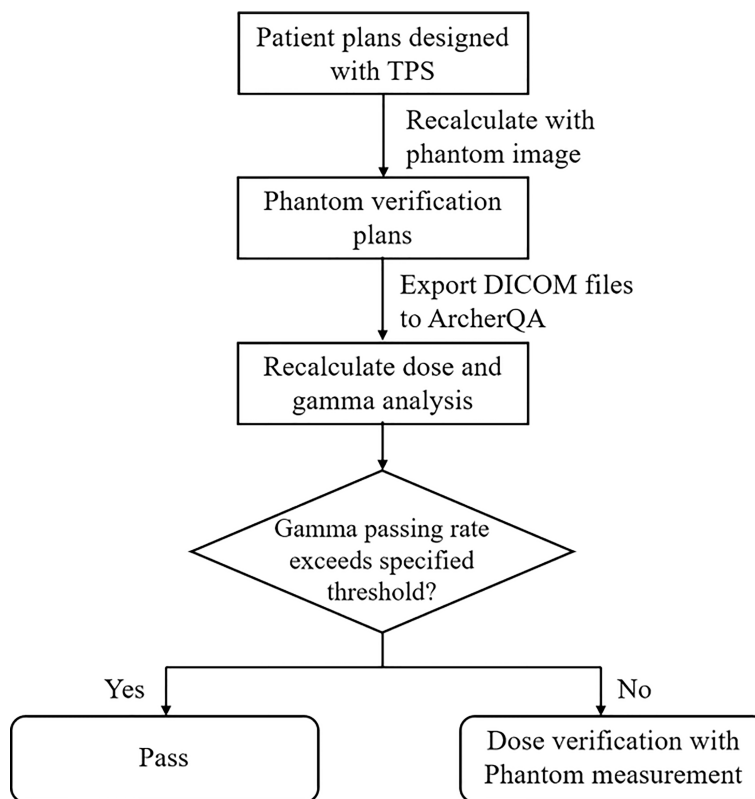 Patient plans designed
with TPS
Recalculate with
phantom image
Phantom verification
plans
Export DICOM files
to ArcherQA
Recalculate dose and
gamma analysis
Gamma passing rate
exceeds specified
threshold?
Yes
No
Pass
Dose verification with
Phantom measurement